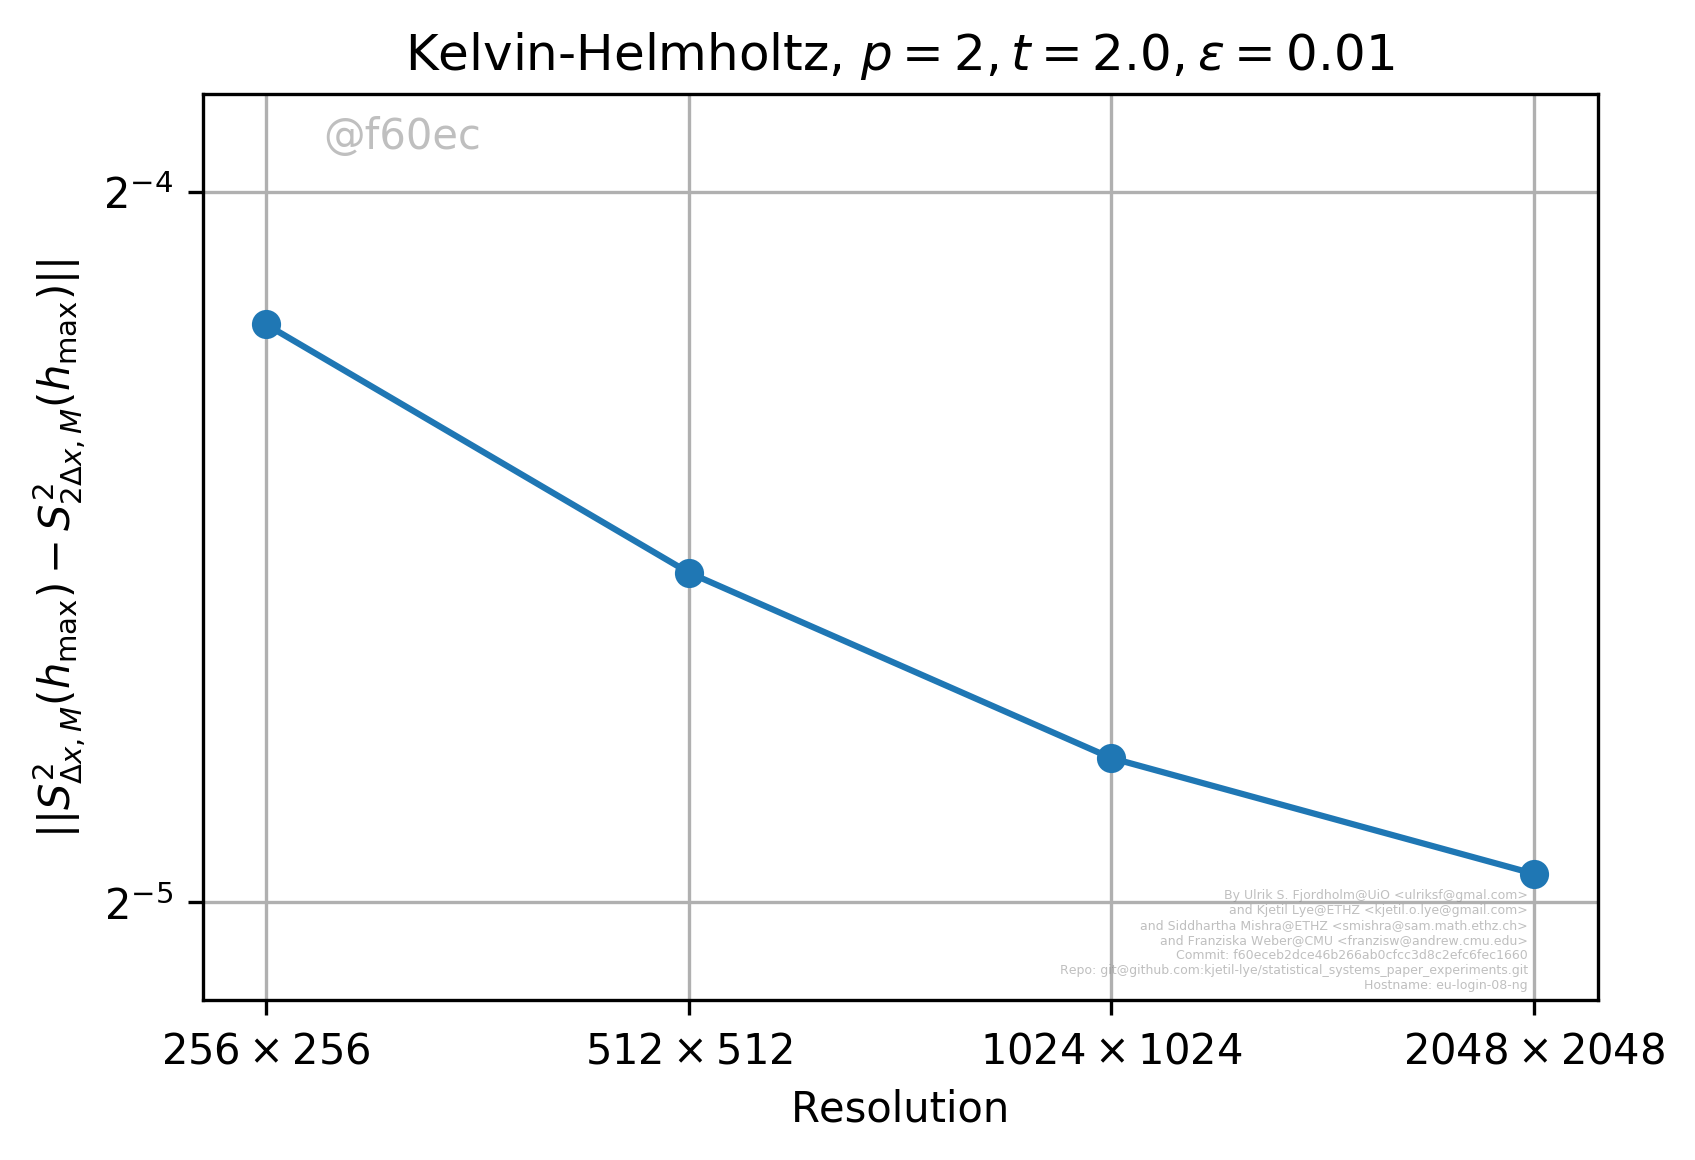 Kelvin-Helmholtz, p = 2, t = 2.0, ε = 0.01
@f60ec
2⁻⁴
||S²_{Δx, M}(h_max) − S²_{2Δx, M}(h_max)||
2⁻⁵
By Ulrik S. Fjordholm@UiO <ulriksf@gmal.com>
and Kjetil Lye@ETHZ <kjetil.o.lye@gmail.com>
and Siddhartha Mishra@ETHZ <smishra@sam.math.ethz.ch>
and Franziska Weber@CMU <franzisw@andrew.cmu.edu>
Commit: f60eceb2dce46b266ab0cfcc3d8c2efc6fec1660
Repo: git@github.com:kjetil-lye/statistical_systems_paper_experiments.git
Hostname: eu-login-08-ng
256 × 256 512 × 512 1024 × 1024 2048 × 2048
Resolution